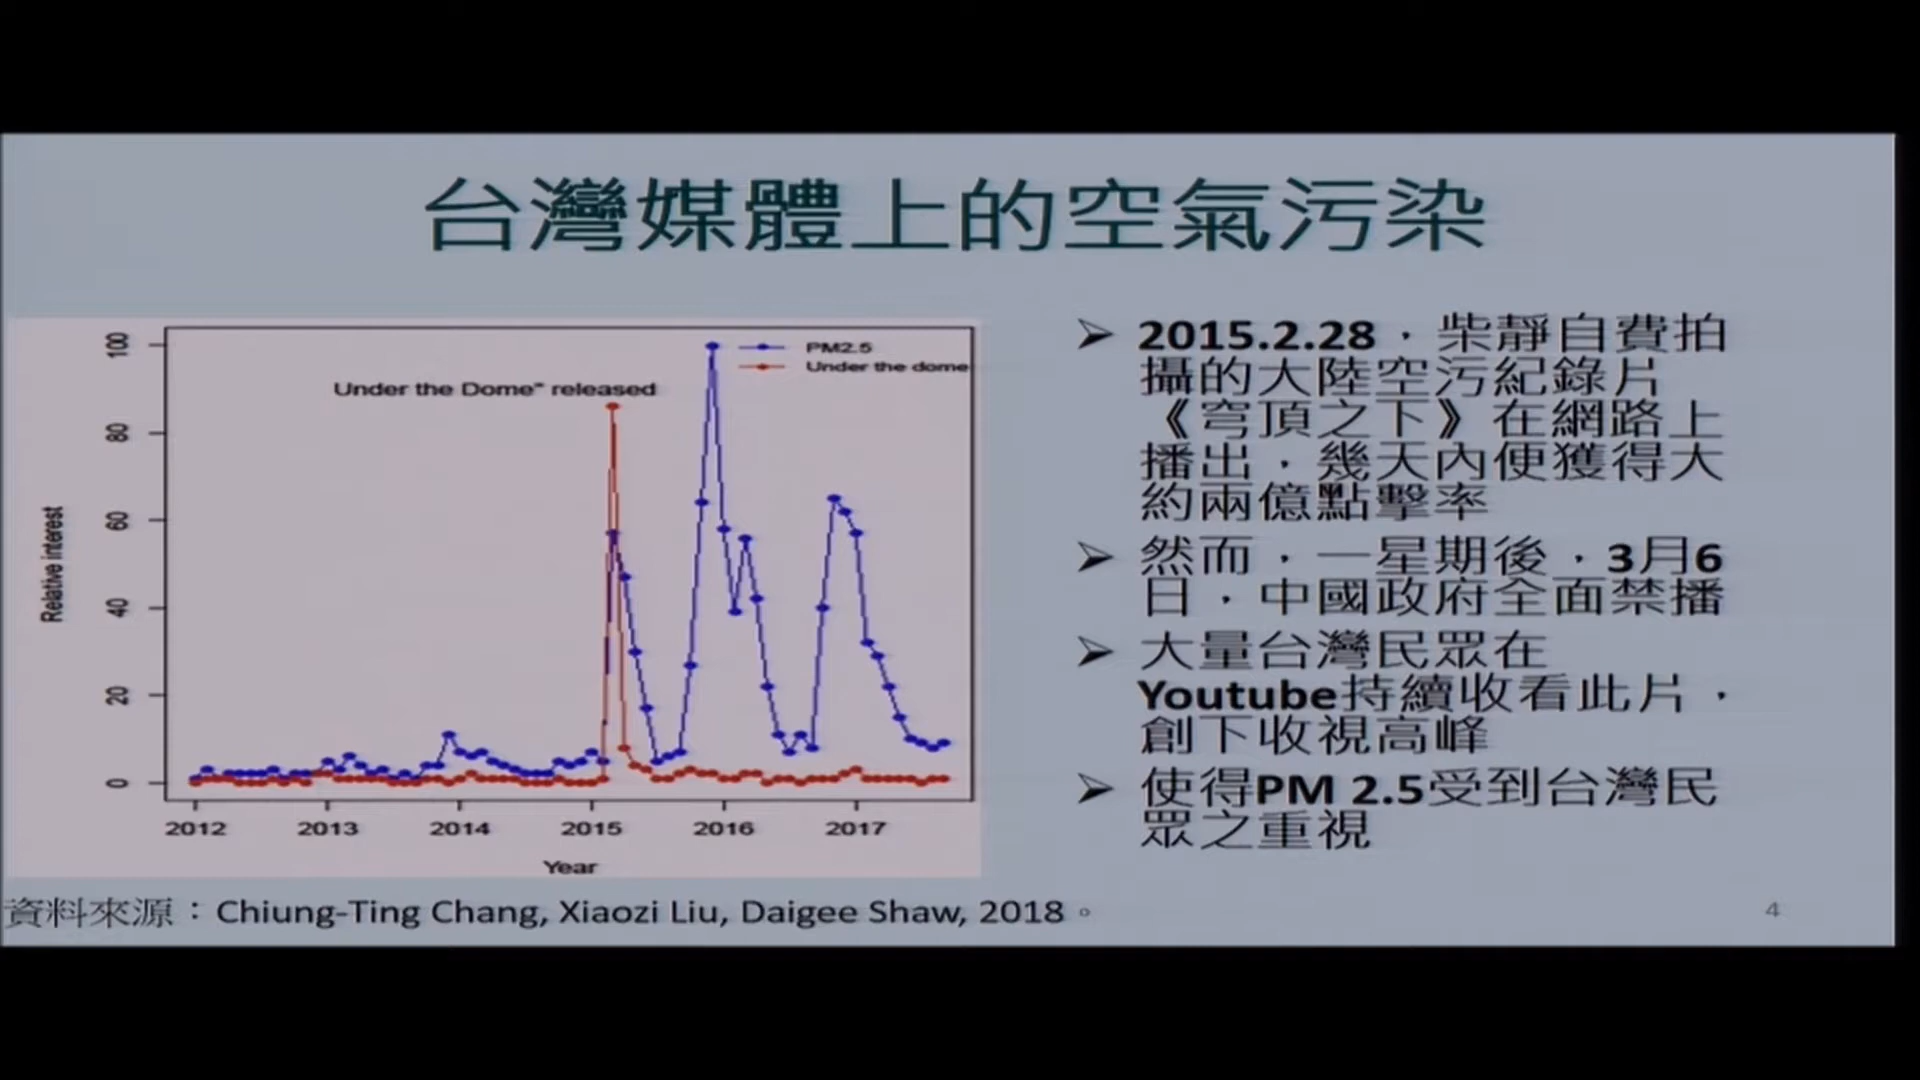 台灣媒體上的空氣污染
100
80
60
40
20
0
Relative interest
Under the Dome" released
PM2.5
Under the dome
2012 2013 2014 2015 2016 2017
Year
➢ 2015.2.28,柴靜自費拍
攝的大陸空污紀錄片
《穹頂之下》在網路上
播出,幾天內便獲得大
約兩億點擊率
➢ 然而,一星期後,3月6
日,中國政府全面禁播
➢ 大量台灣民眾在
Youtube持續收看此片,
創下收視高峰
➢ 使得PM 2.5受到台灣民
眾之重視
資料來源：Chiung-Ting Chang, Xiaozi Liu, Daigee Shaw, 2018。
4